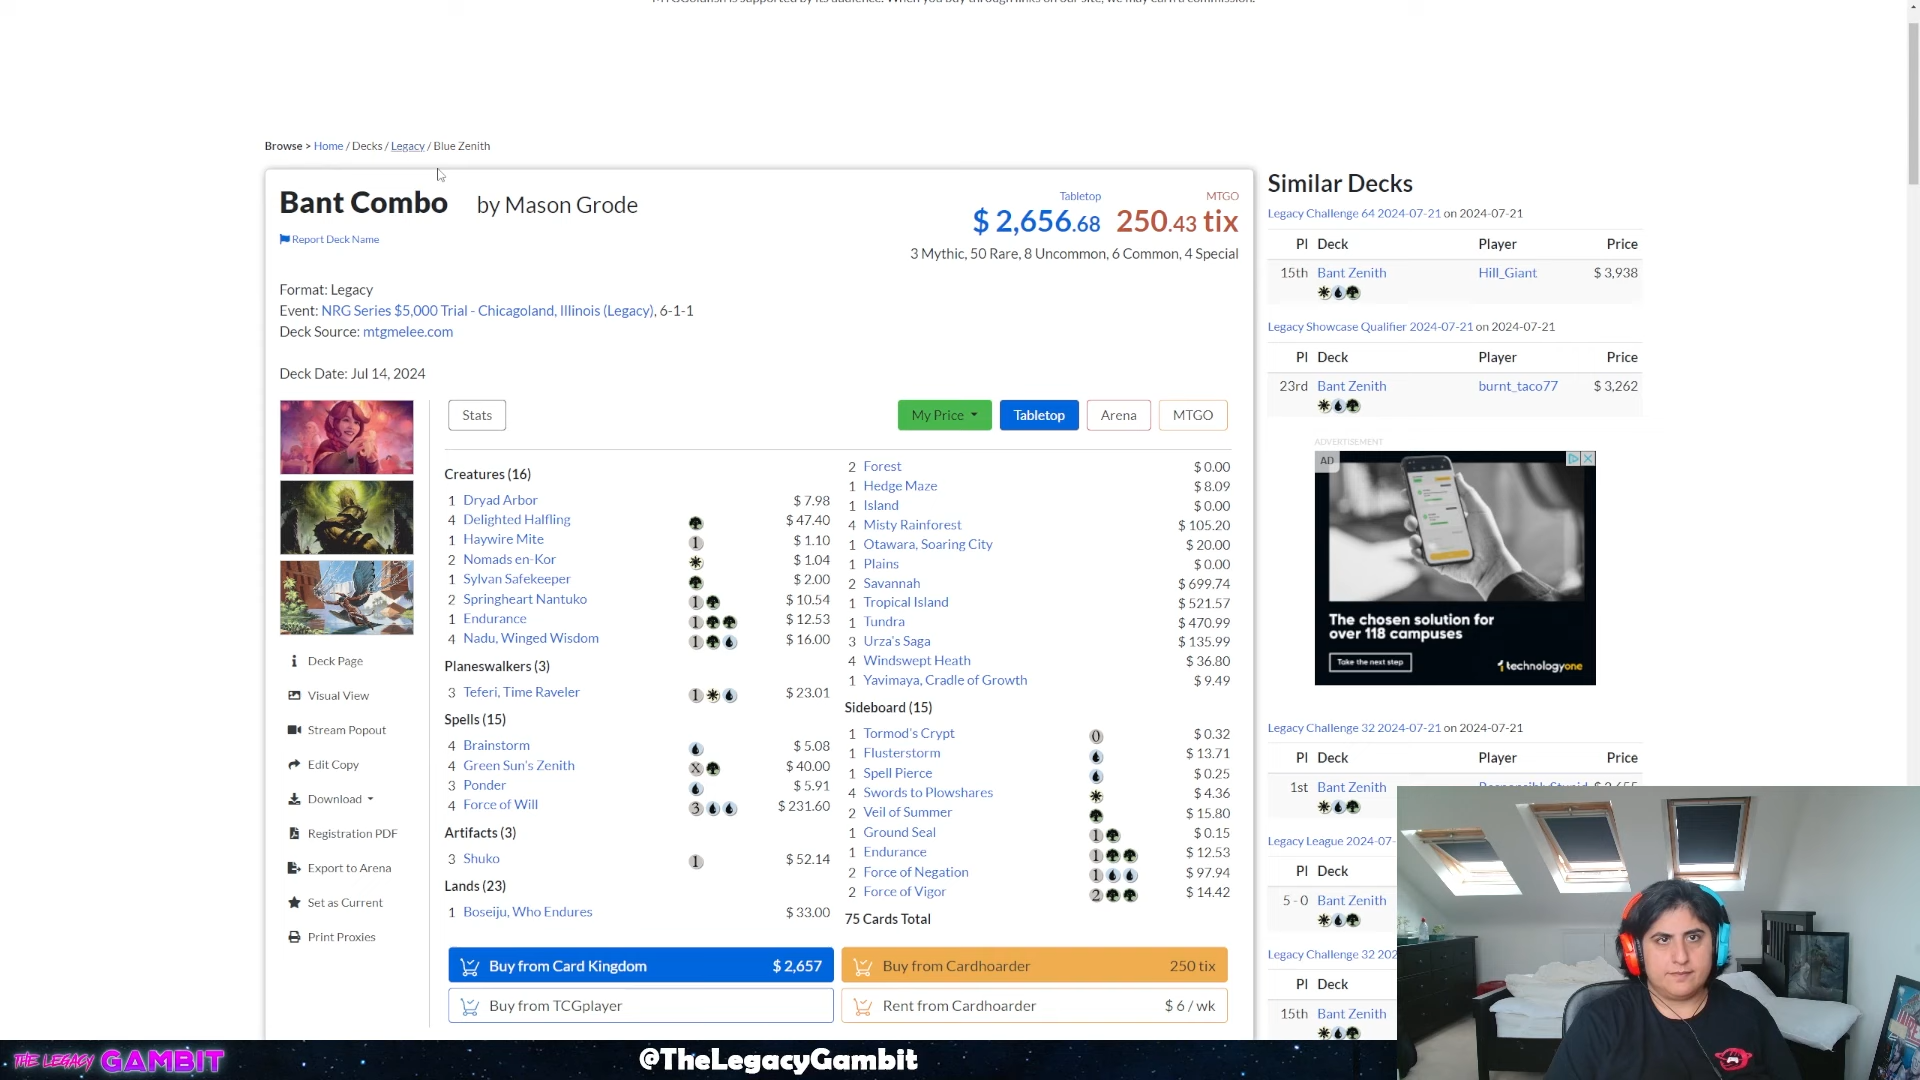 Browse > Home / Decks / Legacy / Blue Zenith
Bant Combo by Mason Grode
Report Deck Name
Tabletop MTGO
$ 2,656.68 250.43 tix
3 Mythic, 50 Rare, 8 Uncommon, 6 Common, 4 Special
Format: Legacy
Event: NRG Series $5,000 Trial - Chicagoland, Illinois (Legacy), 6-1-1
Deck Source: mtgmelee.com
Deck Date: Jul 14, 2024
Stats
My Price Tabletop Arena MTGO
Deck Page
Visual View
Stream Popout
Edit Copy
Download
Registration PDF
Export to Arena
Set as Current
Print Proxies
Creatures (16)
1 Dryad Arbor $ 7.98
4 Delighted Halfling $ 47.40
1 Haywire Mite 1 $ 1.10
2 Nomads en-Kor $ 1.04
1 Sylvan Safekeeper $ 2.00
2 Springheart Nantuko 1 $ 10.54
1 Endurance 1 $ 12.53
4 Nadu, Winged Wisdom 1 $ 16.00
Planeswalkers (3)
3 Teferi, Time Raveler 1 $ 23.01
Spells (15)
4 Brainstorm $ 5.08
4 Green Sun's Zenith X $ 40.00
3 Ponder $ 5.91
4 Force of Will 3 $ 231.60
Artifacts (3)
3 Shuko 1 $ 52.14
Lands (23)
1 Boseiju, Who Endures $ 33.00
2 Forest $ 0.00
1 Hedge Maze $ 8.09
1 Island $ 0.00
4 Misty Rainforest $ 105.20
1 Otawara, Soaring City $ 20.00
1 Plains $ 0.00
2 Savannah $ 699.74
1 Tropical Island $ 521.57
1 Tundra $ 470.99
3 Urza's Saga $ 135.99
4 Windswept Heath $ 36.80
1 Yavimaya, Cradle of Growth $ 9.49
Sideboard (15)
1 Tormod's Crypt 0 $ 0.32
1 Flusterstorm $ 13.71
1 Spell Pierce $ 0.25
4 Swords to Plowshares $ 4.36
2 Veil of Summer $ 15.80
1 Ground Seal 1 $ 0.15
1 Endurance 1 $ 12.53
2 Force of Negation 1 $ 97.94
2 Force of Vigor 2 $ 14.42
75 Cards Total
Buy from Card Kingdom $ 2,657
Buy from Cardhoarder 250 tix
Buy from TCGplayer
Rent from Cardhoarder $ 6 / wk
Similar Decks
Legacy Challenge 64 2024-07-21 on 2024-07-21
Pl Deck Player Price
15th Bant Zenith Hill_Giant $ 3,938
Legacy Showcase Qualifier 2024-07-21 on 2024-07-21
Pl Deck Player Price
23rd Bant Zenith burnt_taco77 $ 3,262
ADVERTISEMENT
AD
The chosen solution for
over 118 campuses
Take the next step
technologyone
Legacy Challenge 32 2024-07-21 on 2024-07-21
Pl Deck Player Price
1st Bant Zenith
Legacy League 2024-07-
Pl Deck
5 - 0 Bant Zenith
Legacy Challenge 32 202
Pl Deck
15th Bant Zenith
THE LEGACY GAMBIT
@TheLegacyGambit